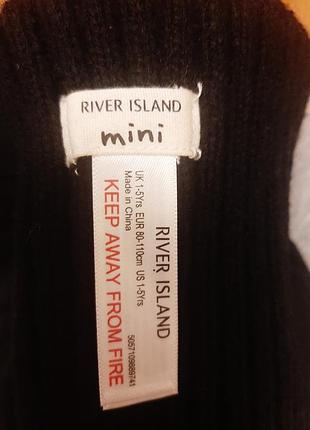 RIVER ISLAND
mini
RIVER ISLAND
UK 1-5Yrs EUR 80-110cm US 1-5Yrs
Made in China
KEEP AWAY FROM FIRE
5057109889741